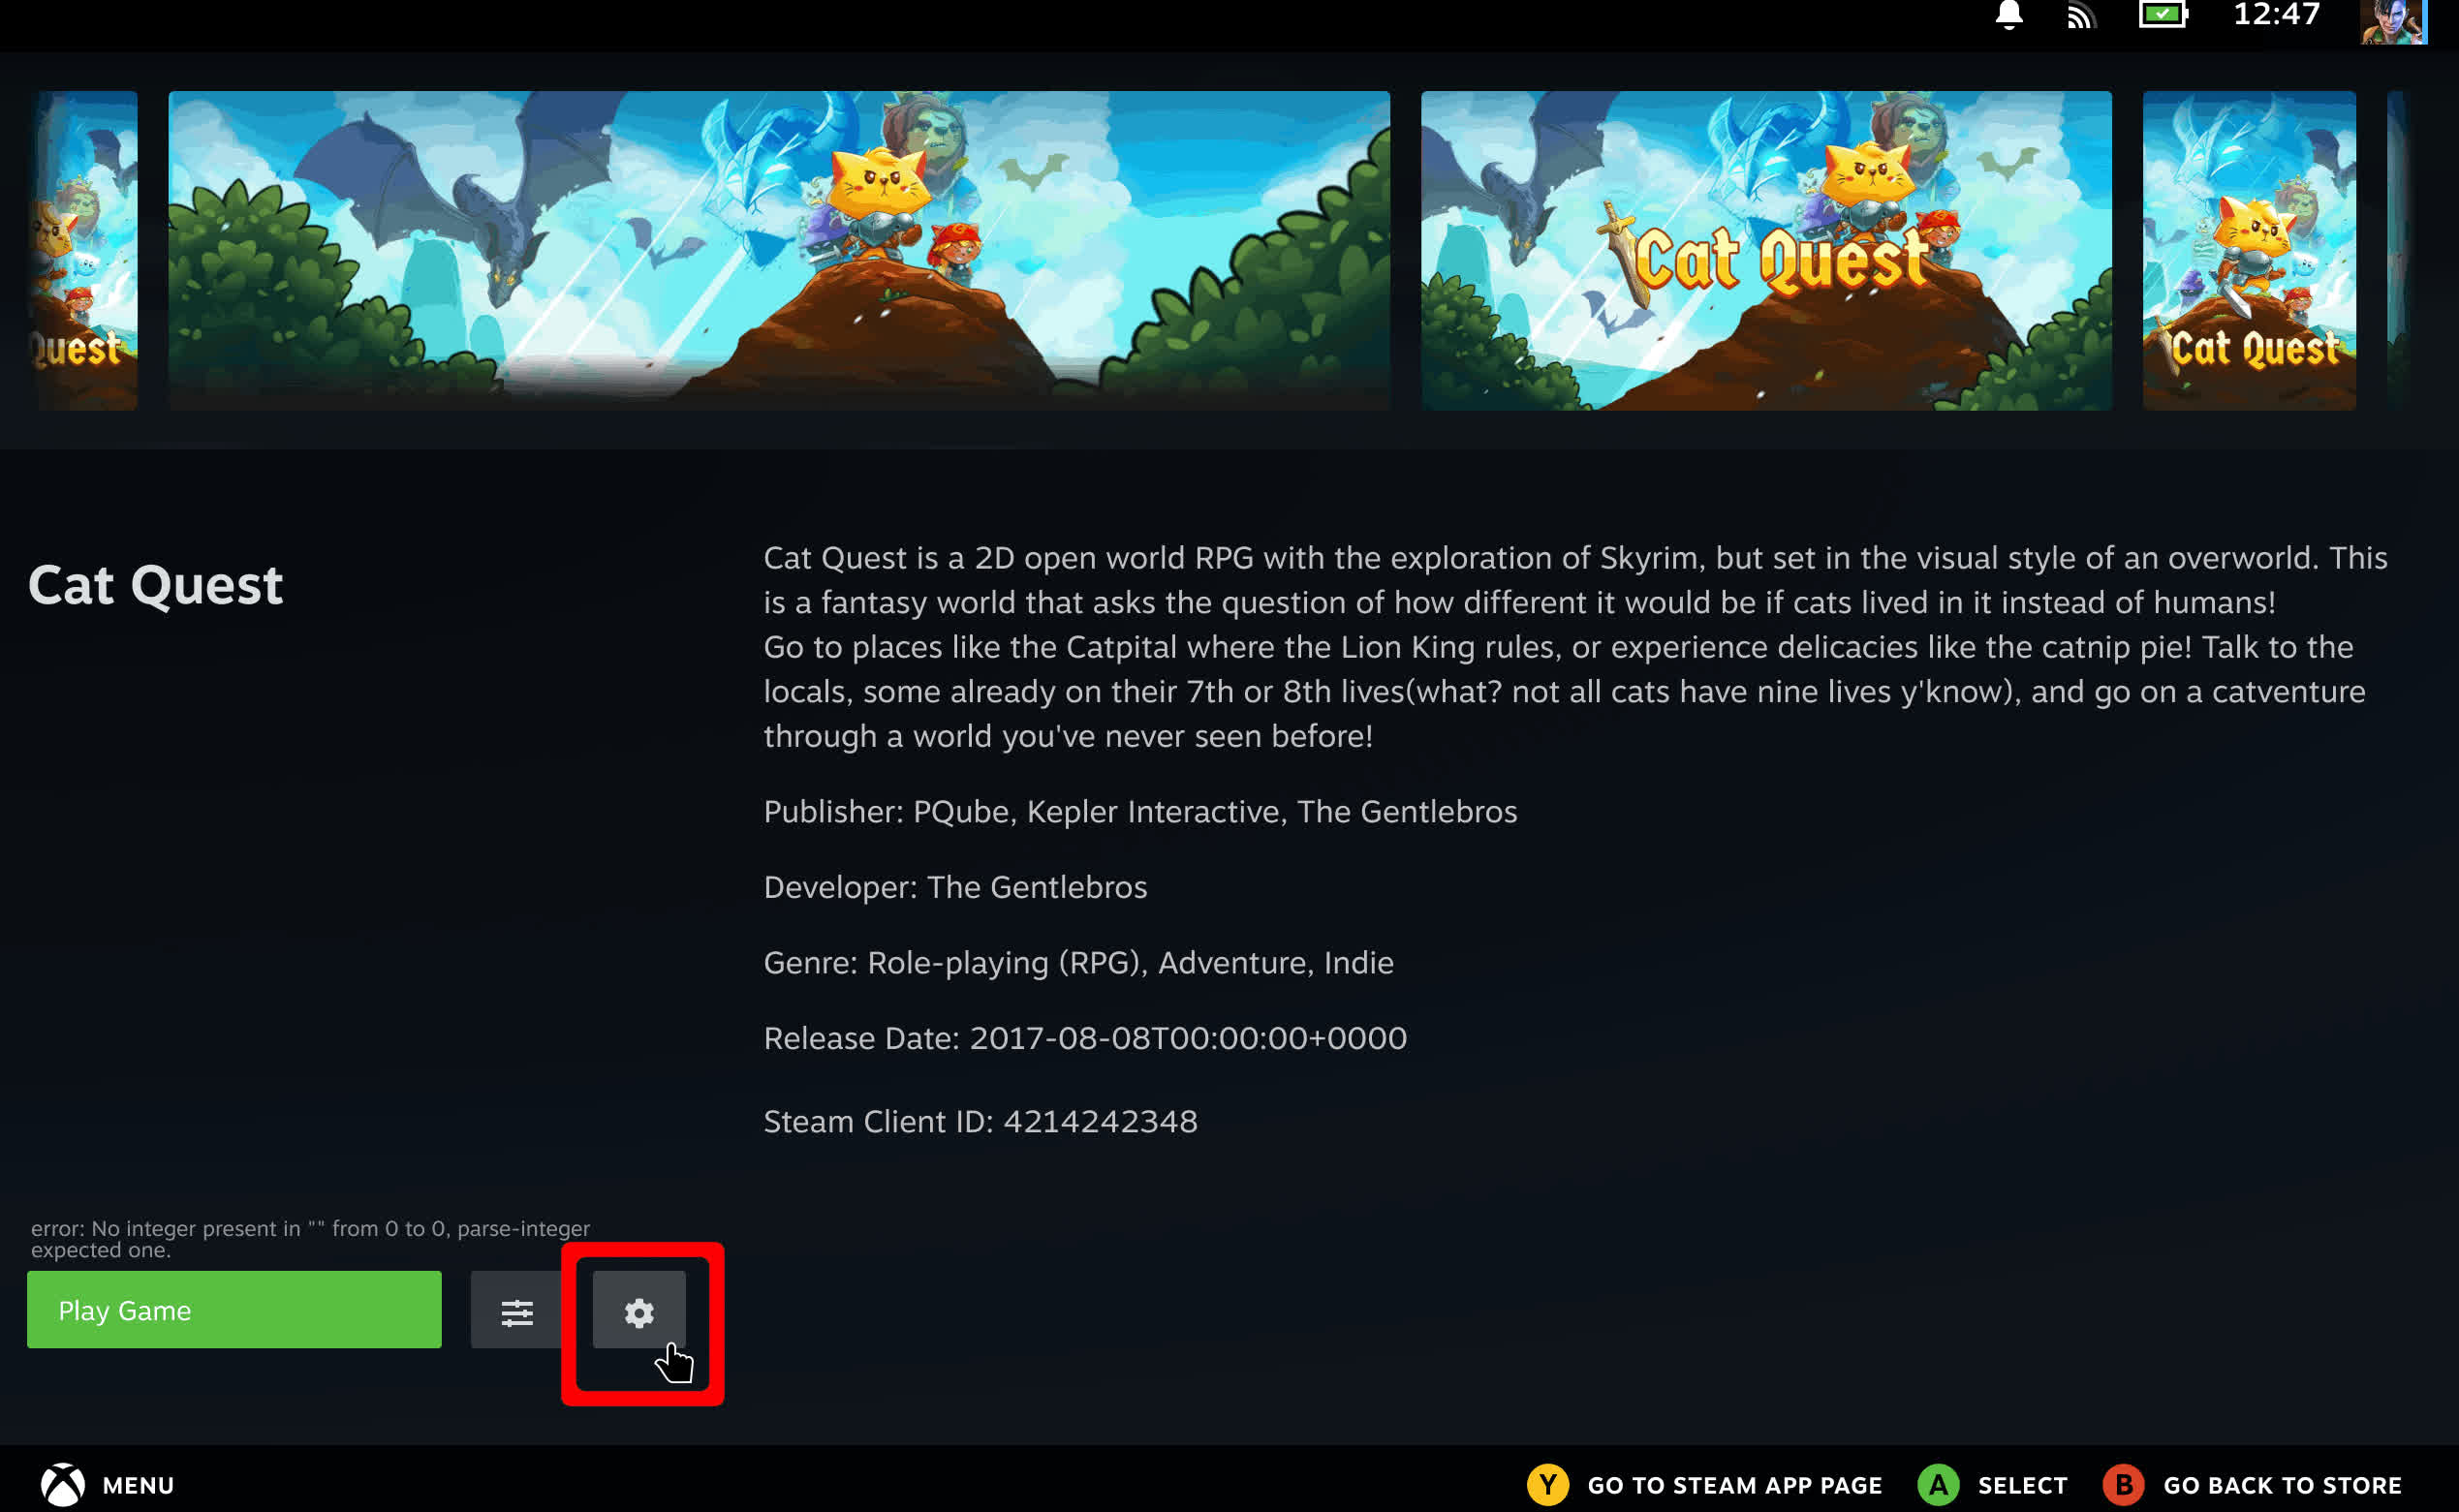 12:47
Quest
Cat Quest
Cat Quest
Cat Quest
Cat Quest is a 2D open world RPG with the exploration of Skyrim, but set in the visual style of an overworld. This
is a fantasy world that asks the question of how different it would be if cats lived in it instead of humans!
Go to places like the Catpital where the Lion King rules, or experience delicacies like the catnip pie! Talk to the
locals, some already on their 7th or 8th lives(what? not all cats have nine lives y'know), and go on a catventure
through a world you've never seen before!
Publisher: PQube, Kepler Interactive, The Gentlebros
Developer: The Gentlebros
Genre: Role-playing (RPG), Adventure, Indie
Release Date: 2017-08-08T00:00:00+0000
Steam Client ID: 4214242348
error: No integer present in "" from 0 to 0, parse-integer
expected one.
Play Game
MENU
Y GO TO STEAM APP PAGE A SELECT B GO BACK TO STORE